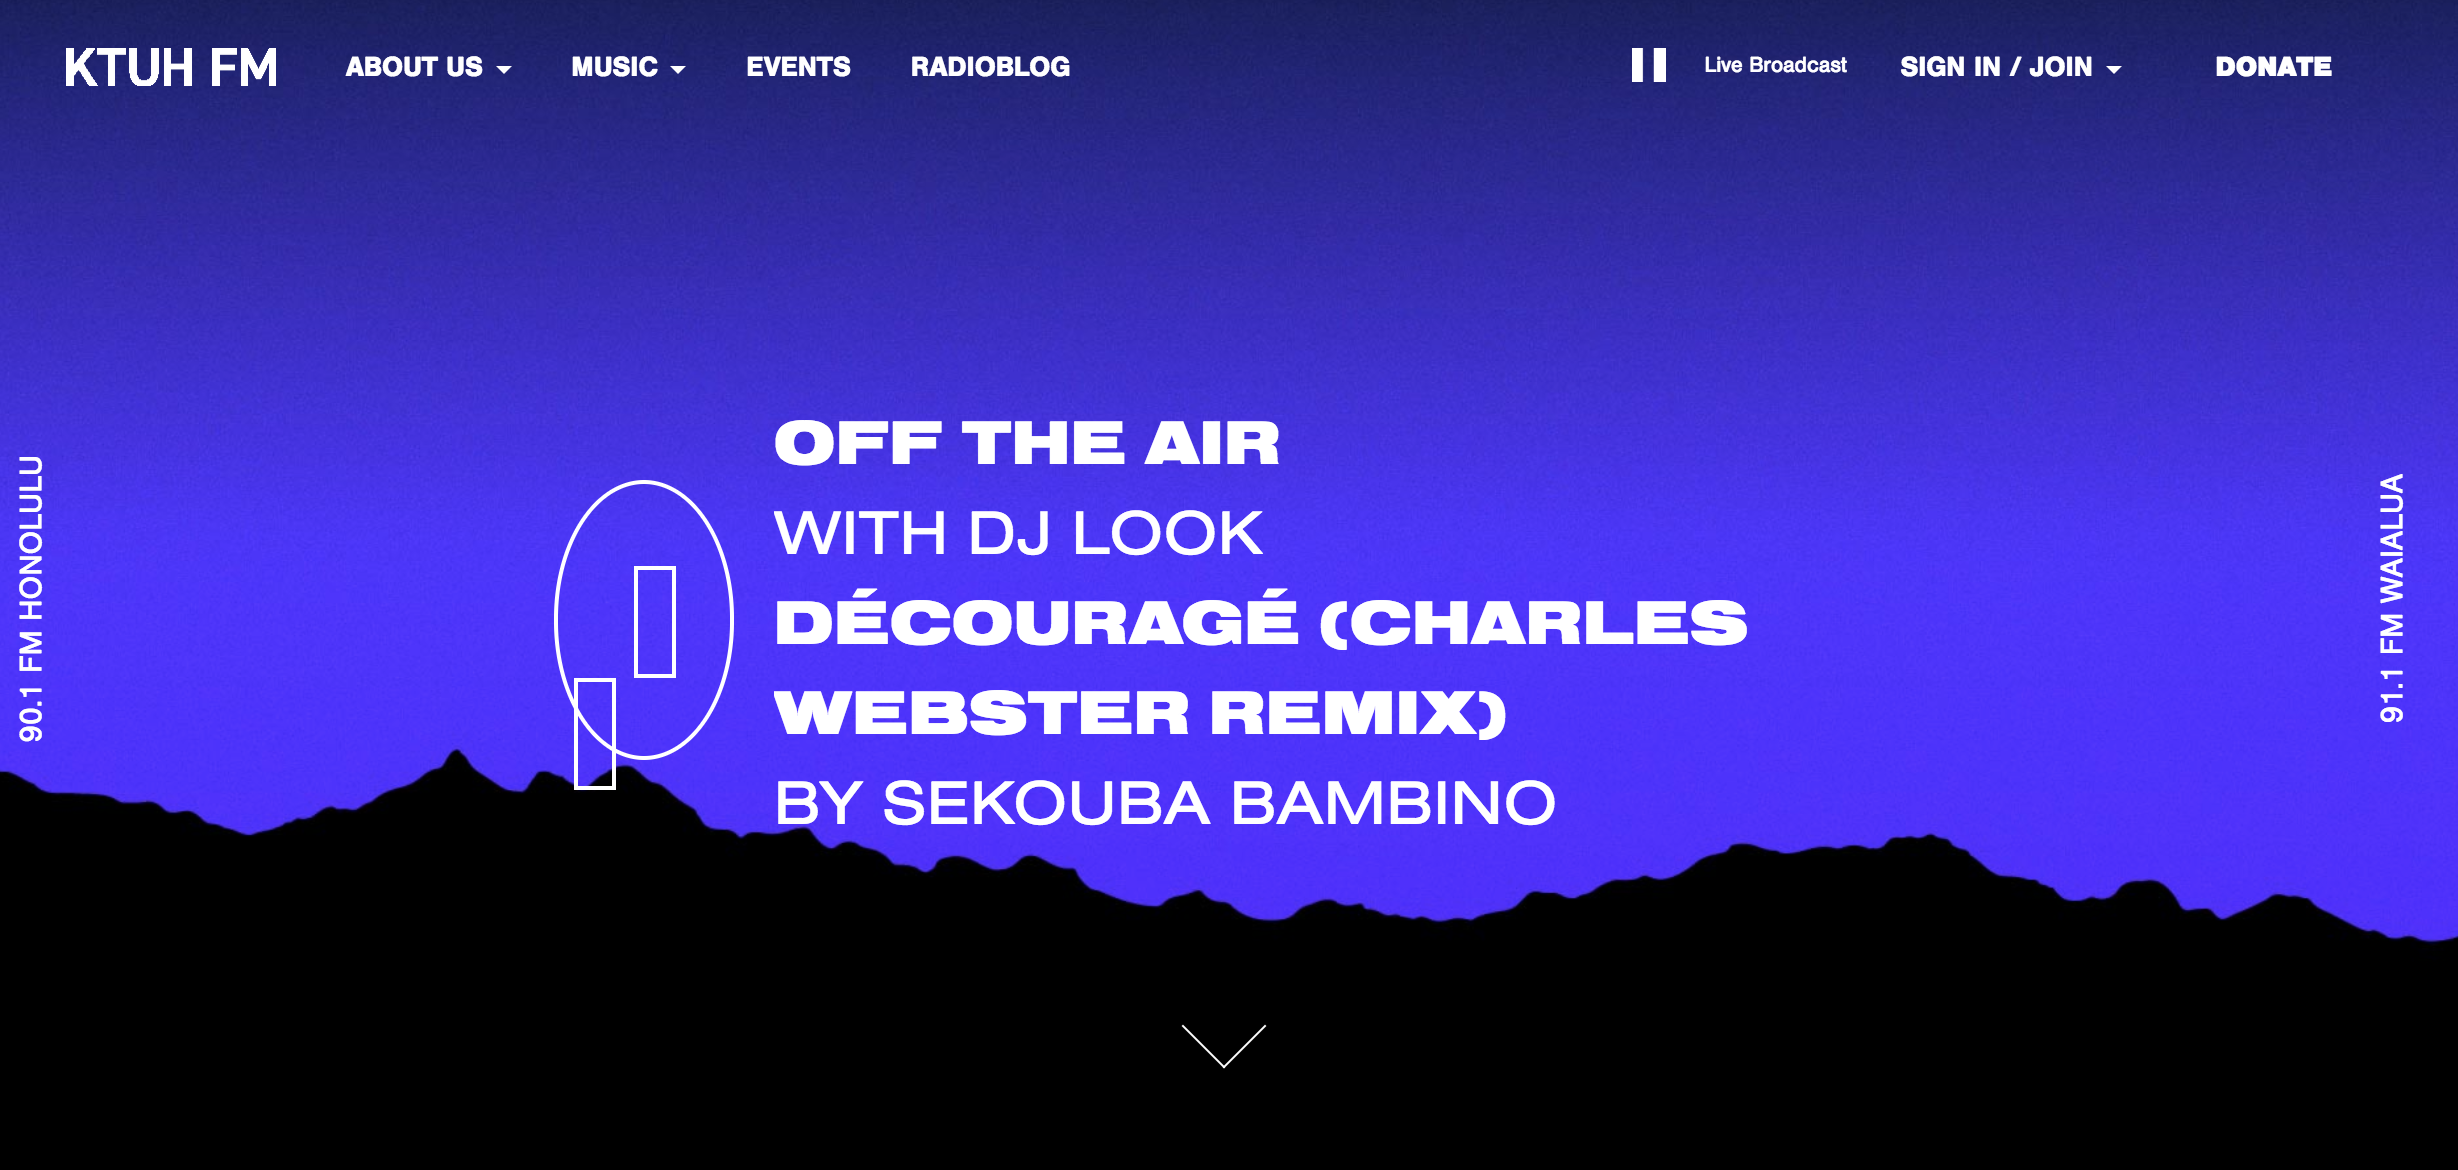 KTUH FM
ABOUT US
MUSIC
EVENTS
RADIOBLOG
Live Broadcast
SIGN IN / JOIN
DONATE
90.1 FM HONOLULU
OFF THE AIR
WITH DJ LOOK
DÉCOURAGÉ (CHARLES
WEBSTER REMIX)
BY SEKOUBA BAMBINO
91.1 FM WAIALUA